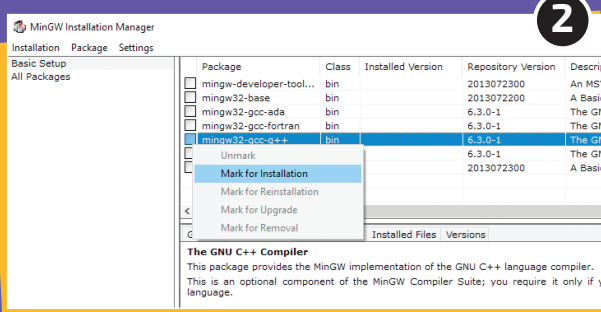 2
MinGW Installation Manager
Installation Package Settings
Basic Setup
All Packages
Package Class Installed Version Repository Version
mingw-developer-tool... bin 2013072300 An MS
mingw32-base bin 2013072200 A Basi
mingw32-gcc-ada bin 6.3.0-1 The GN
mingw32-gcc-fortran bin 6.3.0-1 The GN
mingw32-gcc-g++ bin 6.3.0-1 The GN
6.3.0-1 The GN
2013072300 A Basi
Unmark
Mark for Installation
Mark for Reinstallation
Mark for Upgrade
Mark for Removal
Installed Files Versions
The GNU C++ Compiler
This package provides the MinGW implementation of the GNU C++ language compiler.
This is an optional component of the MinGW Compiler Suite; you require it only if
language.